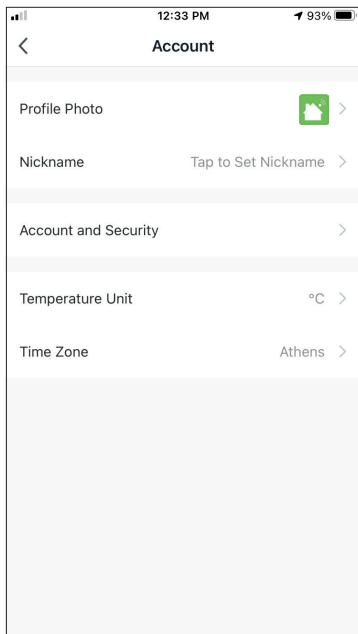 12:33 PM
93%
Account
Profile Photo
Nickname Tap to Set Nickname
Account and Security
Temperature Unit °C
Time Zone Athens